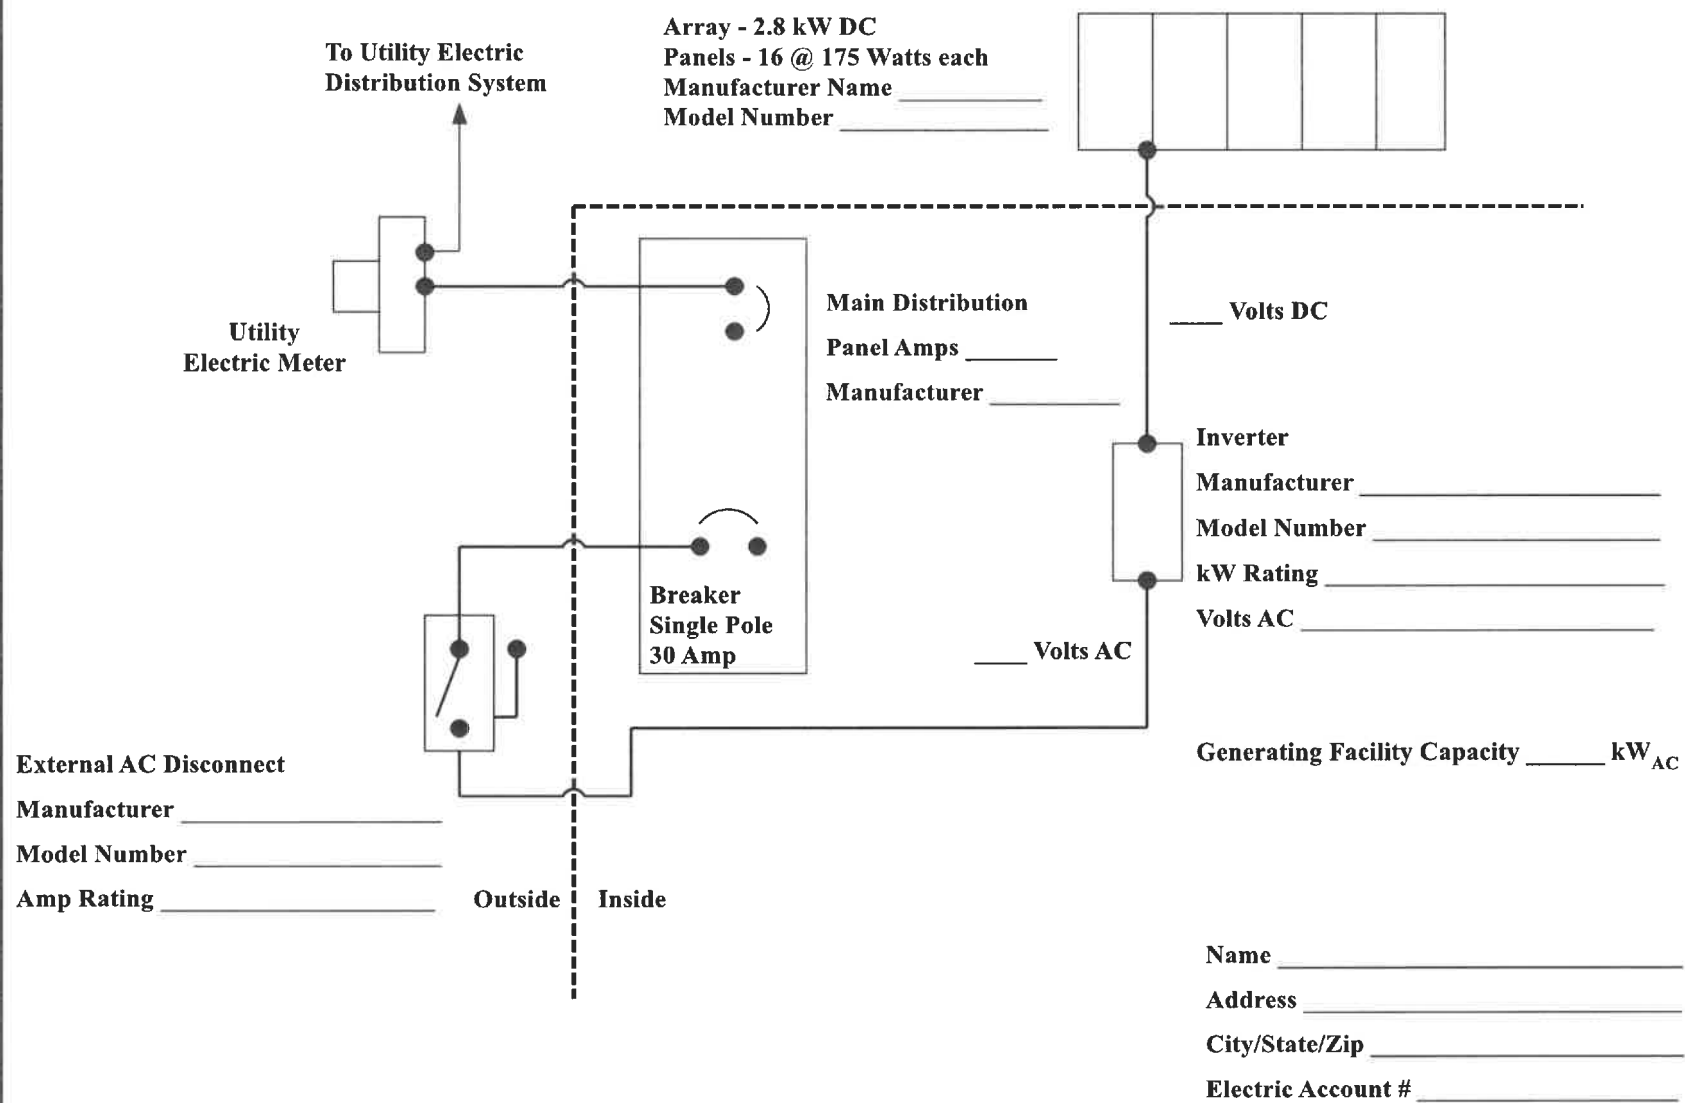 Array - 2.8 kW DC
Panels - 16 @ 175 Watts each
Manufacturer Name
Model Number
To Utility Electric
Distribution System
Utility
Electric Meter
Main Distribution
Panel Amps
Manufacturer
Volts DC
Inverter
Manufacturer
Model Number
kW Rating
Volts AC
Breaker
Single Pole
30 Amp
Volts AC
External AC Disconnect
Manufacturer
Model Number
Amp Rating
Outside
Inside
Generating Facility Capacity ______ kWAC
Name
Address
City/State/Zip
Electric Account #